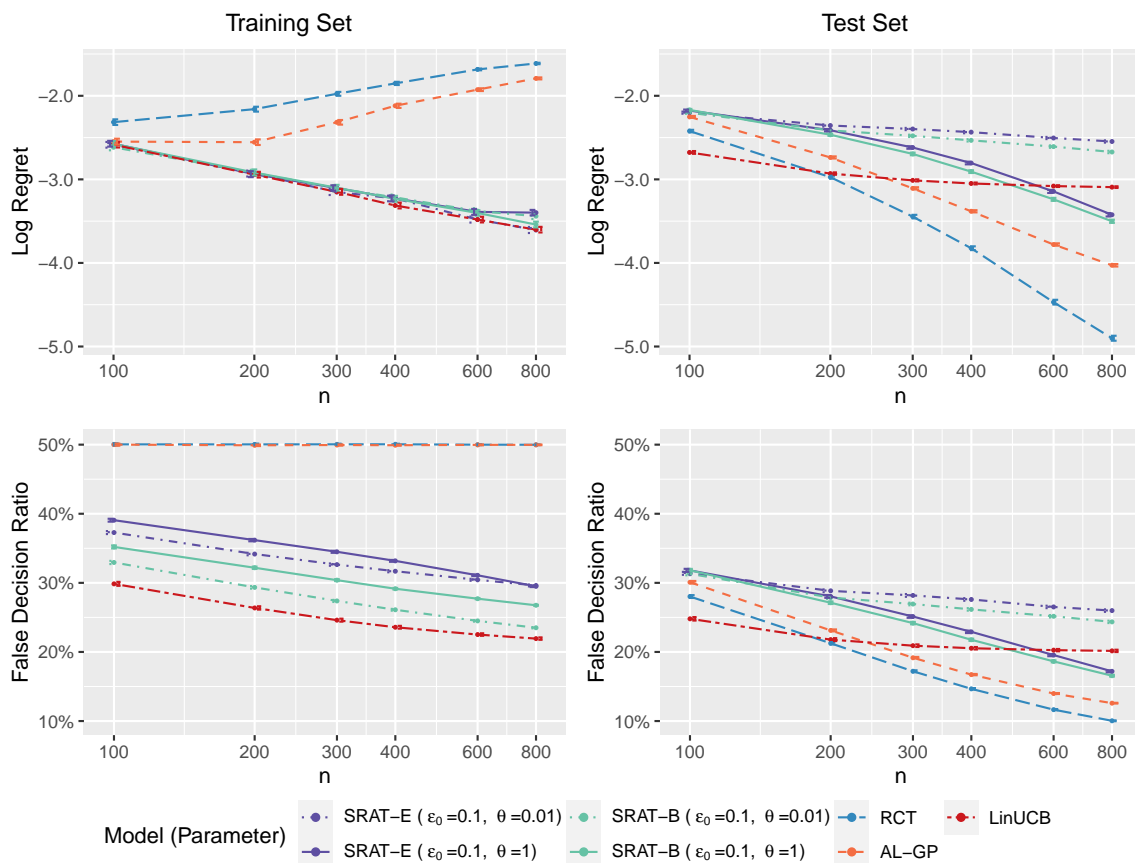 Training Set
Test Set
Log Regret
−2.0
−3.0
−4.0
−5.0
100 200 300 400 600 800
n
Log Regret
−2.0
−3.0
−4.0
−5.0
100 200 300 400 600 800
n
False Decision Ratio
50%
40%
30%
20%
10%
100 200 300 400 600 800
n
False Decision Ratio
50%
40%
30%
20%
10%
100 200 300 400 600 800
n
Model (Parameter)
SRAT−E ( ε₀ =0.1, θ =0.01)
SRAT−B ( ε₀ =0.1, θ =0.01)
RCT
LinUCB
SRAT−E ( ε₀ =0.1, θ =1)
SRAT−B ( ε₀ =0.1, θ =1)
AL−GP